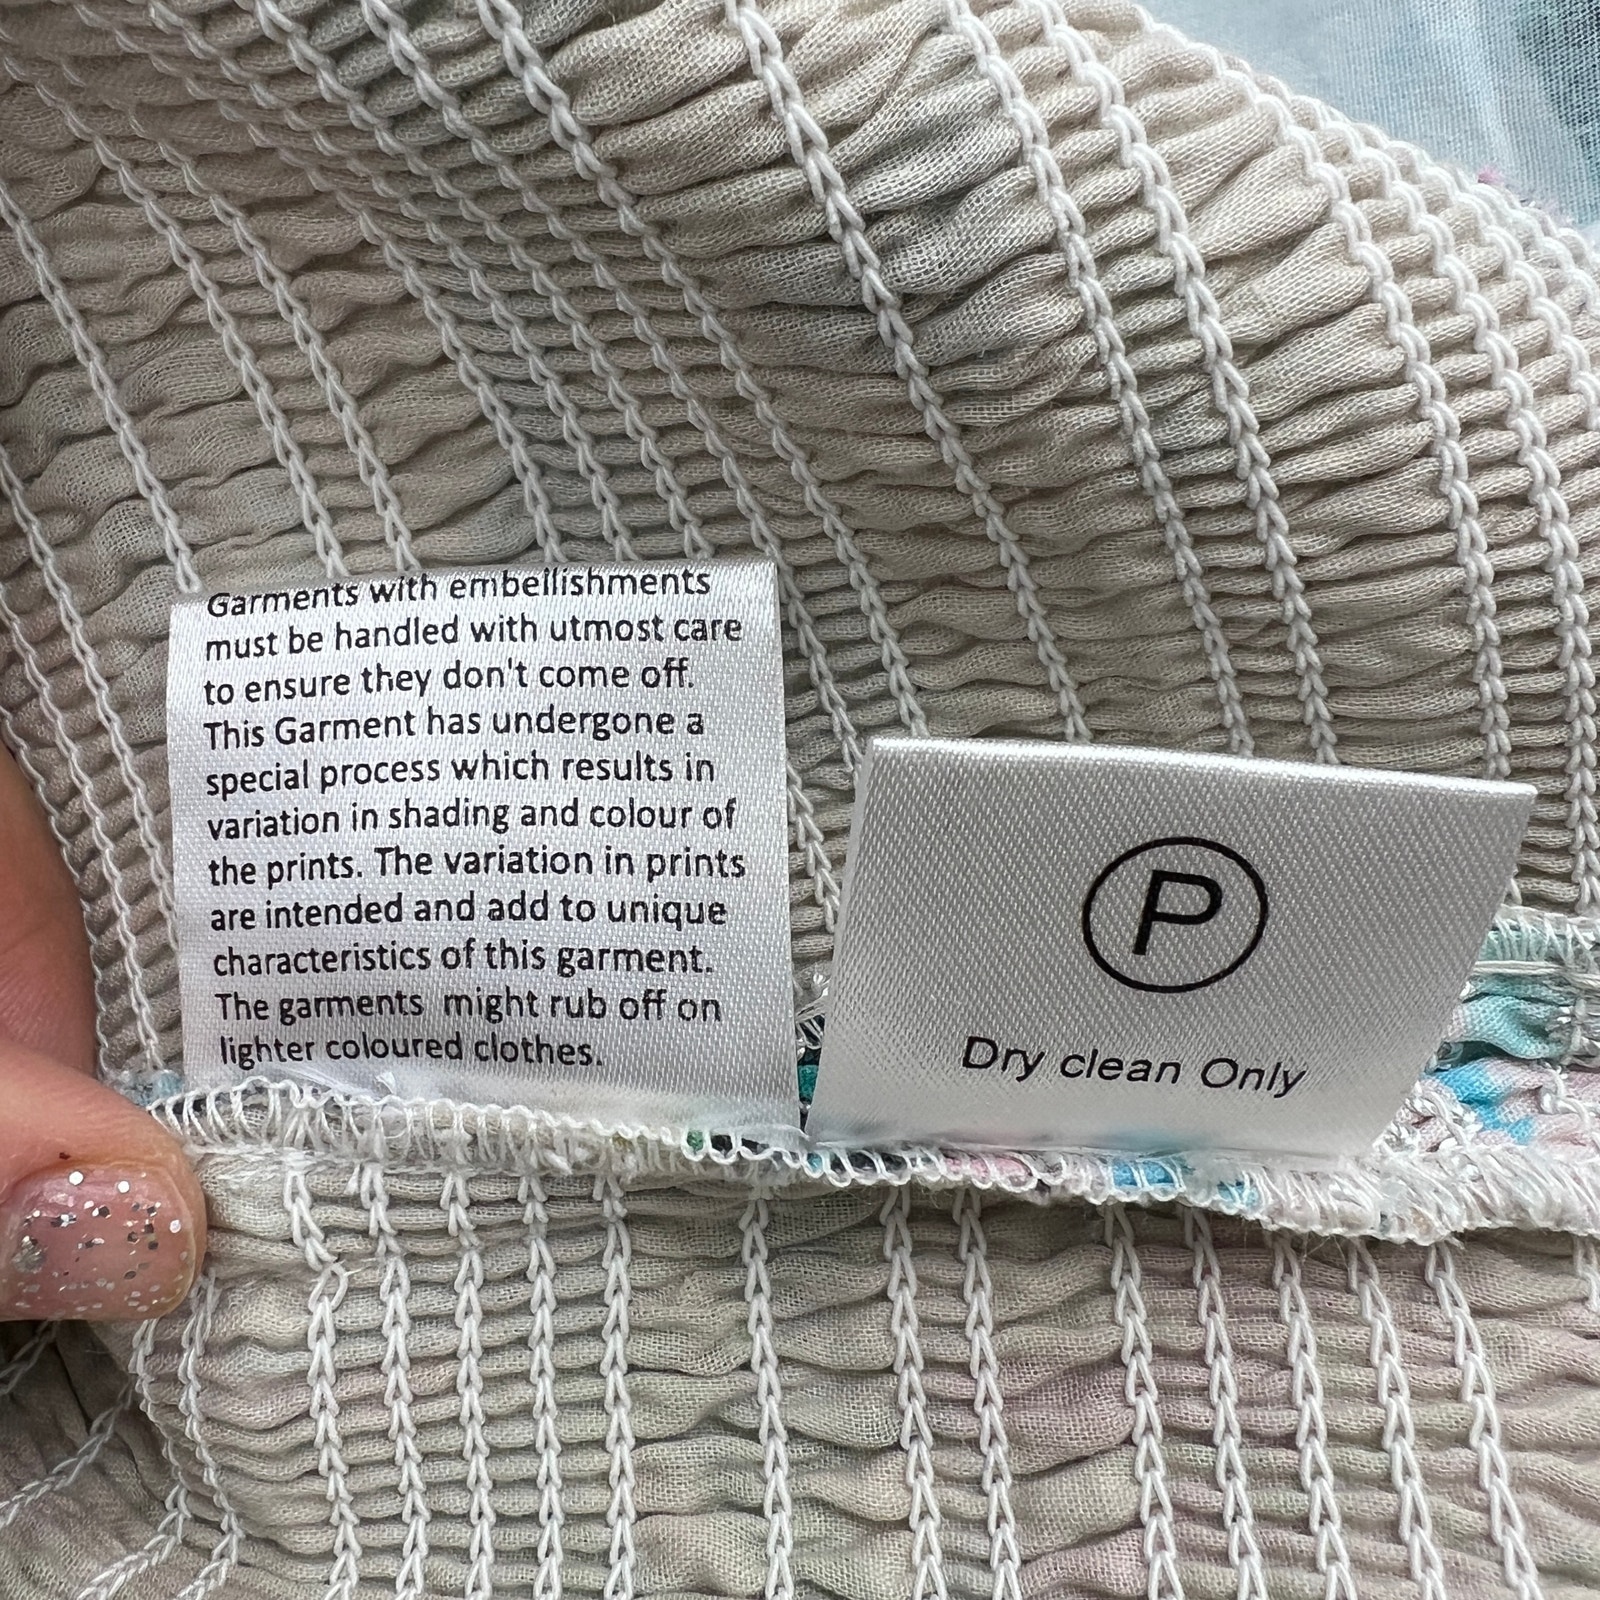 Garments with embellishments
must be handled with utmost care
to ensure they don't come off.
This Garment has undergone a
special process which results in
variation in shading and colour of
the prints. The variation in prints
are intended and add to unique
characteristics of this garment.
The garments might rub off on
lighter coloured clothes.
P
Dry clean Only